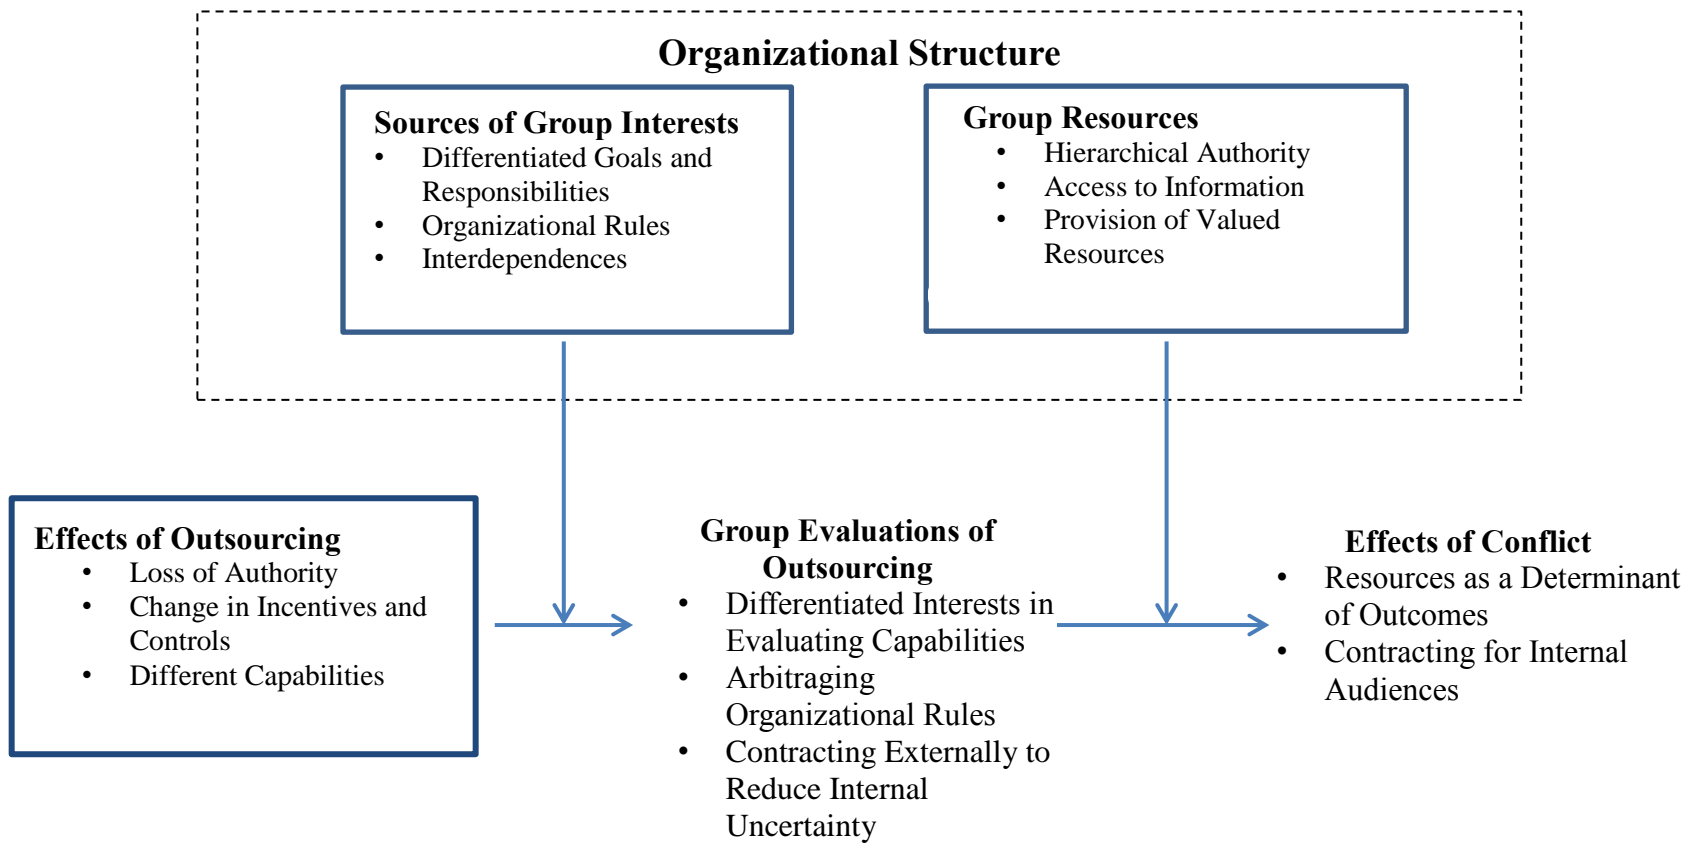 Organizational Structure
Sources of Group Interests
• Differentiated Goals and
Responsibilities
• Organizational Rules
• Interdependences
Group Resources
• Hierarchical Authority
• Access to Information
• Provision of Valued
Resources
Effects of Outsourcing
• Loss of Authority
• Change in Incentives and
Controls
• Different Capabilities
Group Evaluations of
Outsourcing
• Differentiated Interests in
Evaluating Capabilities
• Arbitraging
Organizational Rules
• Contracting Externally to
Reduce Internal
Uncertainty
Effects of Conflict
• Resources as a Determinant
of Outcomes
• Contracting for Internal
Audiences